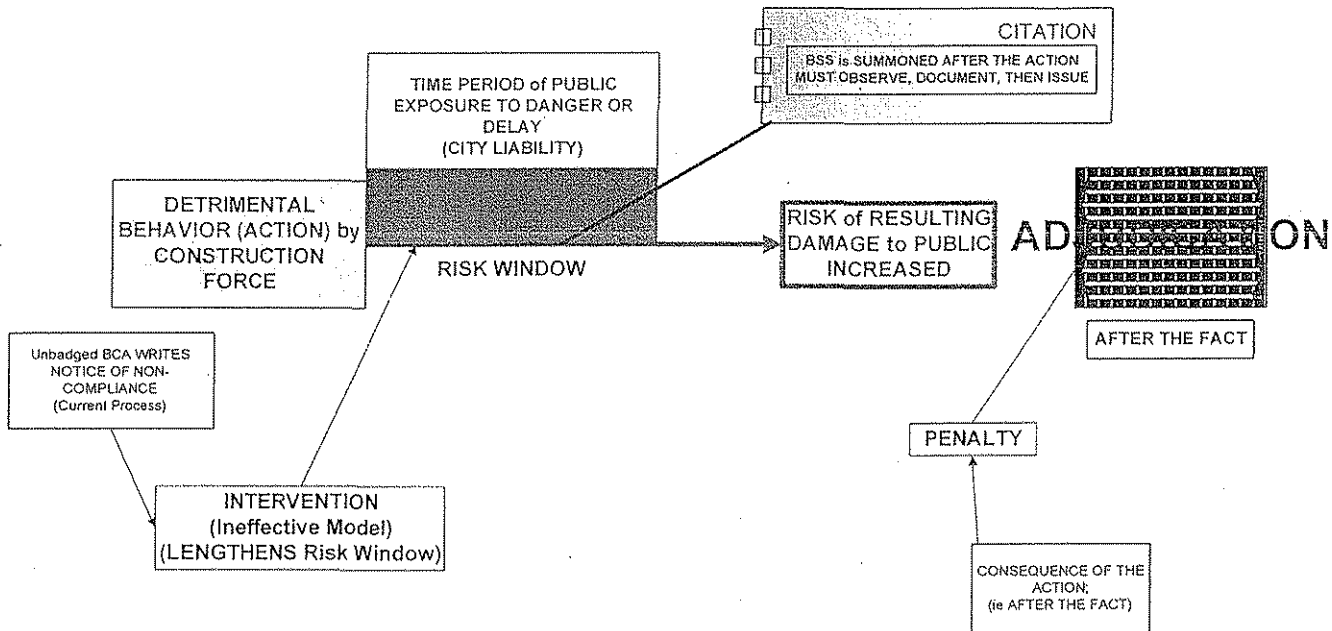 CITATION
BSS is SUMMONED AFTER THE ACTION
MUST OBSERVE, DOCUMENT, THEN ISSUE
TIME PERIOD of PUBLIC
EXPOSURE TO DANGER OR
DELAY
(CITY LIABILITY)
DETRIMENTAL
BEHAVIOR (ACTION) by
CONSTRUCTION
FORCE
RISK WINDOW
RISK of RESULTING
DAMAGE to PUBLIC
INCREASED
AFTER THE FACT
Unbadged BCA WRITES
NOTICE OF NON-
COMPLIANCE
(Current Process)
PENALTY
INTERVENTION
(Ineffective Model)
(LENGTHENS Risk Window)
CONSEQUENCE OF THE
ACTION;
(ie AFTER THE FACT)